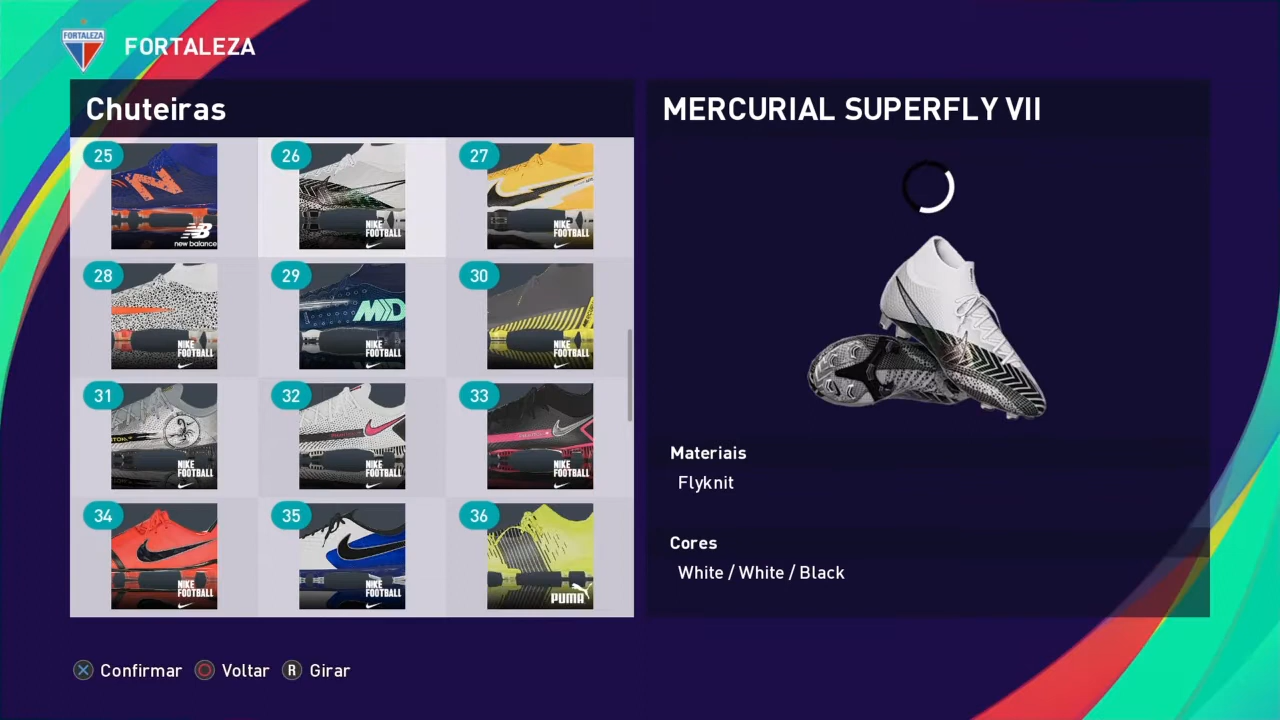 FORTALEZA
FORTALEZA
Chuteiras
MERCURIAL SUPERFLY VII
25
new balance
26
NIKE
FOOTBALL
27
NIKE
FOOTBALL
28
NIKE
FOOTBALL
29
MD
NIKE
FOOTBALL
30
NIKE
FOOTBALL
31
NIKE
FOOTBALL
32
NIKE
FOOTBALL
33
NIKE
FOOTBALL
34
NIKE
FOOTBALL
35
NIKE
FOOTBALL
36
PUMA
Materiais
Flyknit
Cores
White / White / Black
Confirmar
Voltar
R Girar